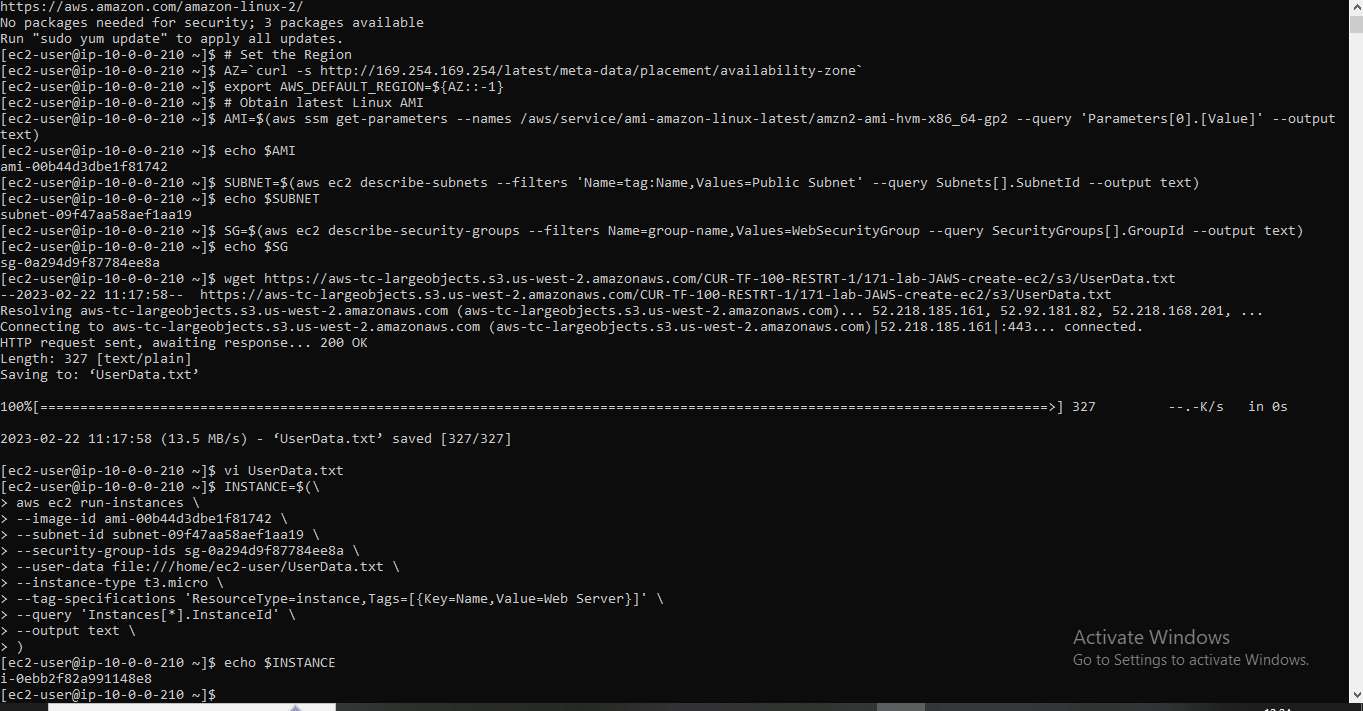 https://aws.amazon.com/amazon-linux-2/
No packages needed for security; 3 packages available
Run "sudo yum update" to apply all updates.
[ec2-user@ip-10-0-0-210 ~]$ # Set the Region
[ec2-user@ip-10-0-0-210 ~]$ AZ=`curl -s http://169.254.169.254/latest/meta-data/placement/availability-zone`
[ec2-user@ip-10-0-0-210 ~]$ export AWS_DEFAULT_REGION=${AZ::-1}
[ec2-user@ip-10-0-0-210 ~]$ # Obtain latest Linux AMI
[ec2-user@ip-10-0-0-210 ~]$ AMI=$(aws ssm get-parameters --names /aws/service/ami-amazon-linux-latest/amzn2-ami-hvm-x86_64-gp2 --query 'Parameters[0].[Value]' --output
text)
[ec2-user@ip-10-0-0-210 ~]$ echo $AMI
ami-00b44d3dbe1f81742
[ec2-user@ip-10-0-0-210 ~]$ SUBNET=$(aws ec2 describe-subnets --filters 'Name=tag:Name,Values=Public Subnet' --query Subnets[].SubnetId --output text)
[ec2-user@ip-10-0-0-210 ~]$ echo $SUBNET
subnet-09f47aa58aef1aa19
[ec2-user@ip-10-0-0-210 ~]$ SG=$(aws ec2 describe-security-groups --filters Name=group-name,Values=WebSecurityGroup --query SecurityGroups[].GroupId --output text)
[ec2-user@ip-10-0-0-210 ~]$ echo $SG
sg-0a294d9f87784ee8a
[ec2-user@ip-10-0-0-210 ~]$ wget https://aws-tc-largeobjects.s3.us-west-2.amazonaws.com/CUR-TF-100-RESTRT-1/171-lab-JAWS-create-ec2/s3/UserData.txt
--2023-02-22 11:17:58--  https://aws-tc-largeobjects.s3.us-west-2.amazonaws.com/CUR-TF-100-RESTRT-1/171-lab-JAWS-create-ec2/s3/UserData.txt
Resolving aws-tc-largeobjects.s3.us-west-2.amazonaws.com (aws-tc-largeobjects.s3.us-west-2.amazonaws.com)... 52.218.185.161, 52.92.181.82, 52.218.168.201, ...
Connecting to aws-tc-largeobjects.s3.us-west-2.amazonaws.com (aws-tc-largeobjects.s3.us-west-2.amazonaws.com)|52.218.185.161|:443... connected.
HTTP request sent, awaiting response... 200 OK
Length: 327 [text/plain]
Saving to: ‘UserData.txt’
100%[==============================================================================================================================>] 327         --.-K/s   in 0s
2023-02-22 11:17:58 (13.5 MB/s) - ‘UserData.txt’ saved [327/327]
[ec2-user@ip-10-0-0-210 ~]$ vi UserData.txt
[ec2-user@ip-10-0-0-210 ~]$ INSTANCE=$(\
> aws ec2 run-instances \
> --image-id ami-00b44d3dbe1f81742 \
> --subnet-id subnet-09f47aa58aef1aa19 \
> --security-group-ids sg-0a294d9f87784ee8a \
> --user-data file:///home/ec2-user/UserData.txt \
> --instance-type t3.micro \
> --tag-specifications 'ResourceType=instance,Tags=[{Key=Name,Value=Web Server}]' \
> --query 'Instances[*].InstanceId' \
> --output text \
> )
[ec2-user@ip-10-0-0-210 ~]$ echo $INSTANCE
i-0ebb2f82a991148e8
[ec2-user@ip-10-0-0-210 ~]$
Activate Windows
Go to Settings to activate Windows.